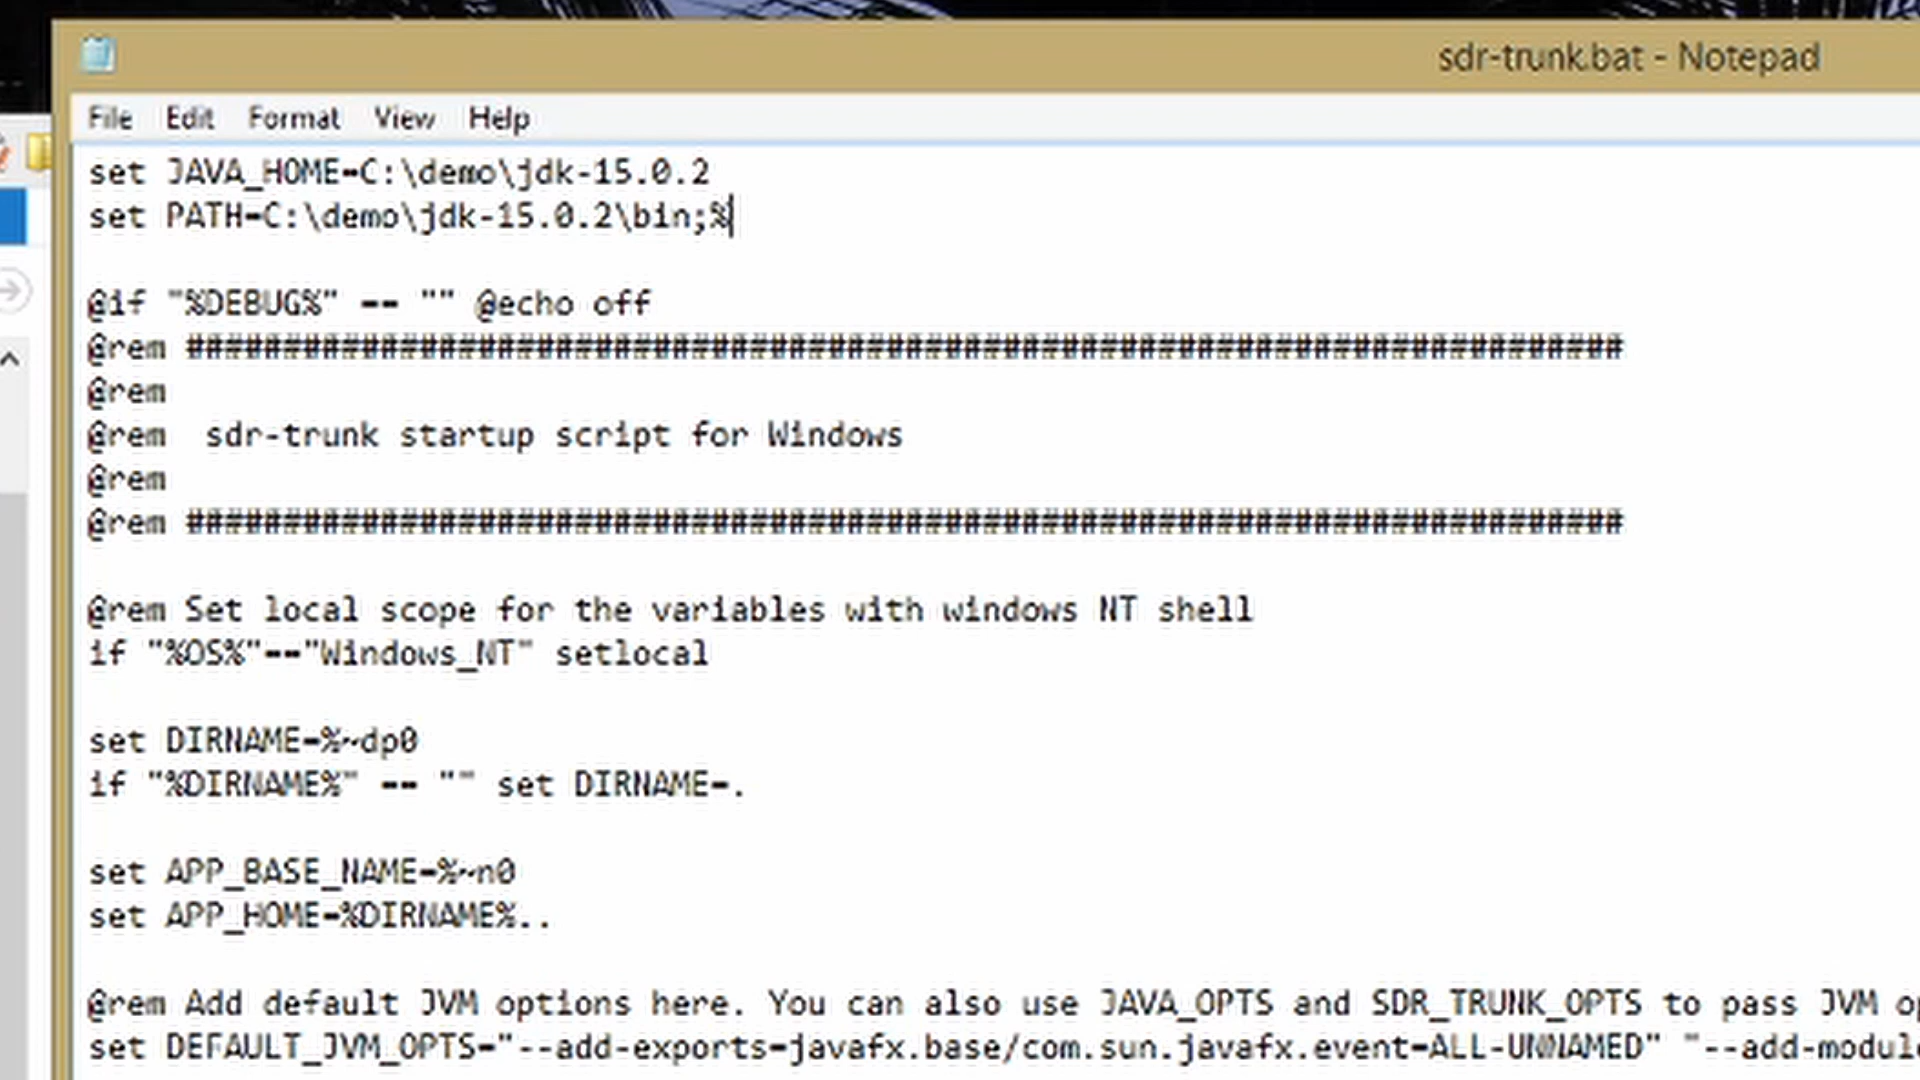 sdr-trunk.bat - Notepad
File Edit Format View Help
set JAVA_HOME=C:\demo\jdk-15.0.2
set PATH=C:\demo\jdk-15.0.2\bin;%
@if "%DEBUG%" == "" @echo off
@rem ##########################################################################
@rem
@rem  sdr-trunk startup script for Windows
@rem
@rem ##########################################################################
@rem Set local scope for the variables with windows NT shell
if "%OS%"=="Windows_NT" setlocal
set DIRNAME=%~dp0
if "%DIRNAME%" == "" set DIRNAME=.
set APP_BASE_NAME=%~n0
set APP_HOME=%DIRNAME%..
@rem Add default JVM options here. You can also use JAVA_OPTS and SDR_TRUNK_OPTS to pass JVM op
set DEFAULT_JVM_OPTS="--add-exports=javafx.base/com.sun.javafx.event=ALL-UNNAMED" "--add-module